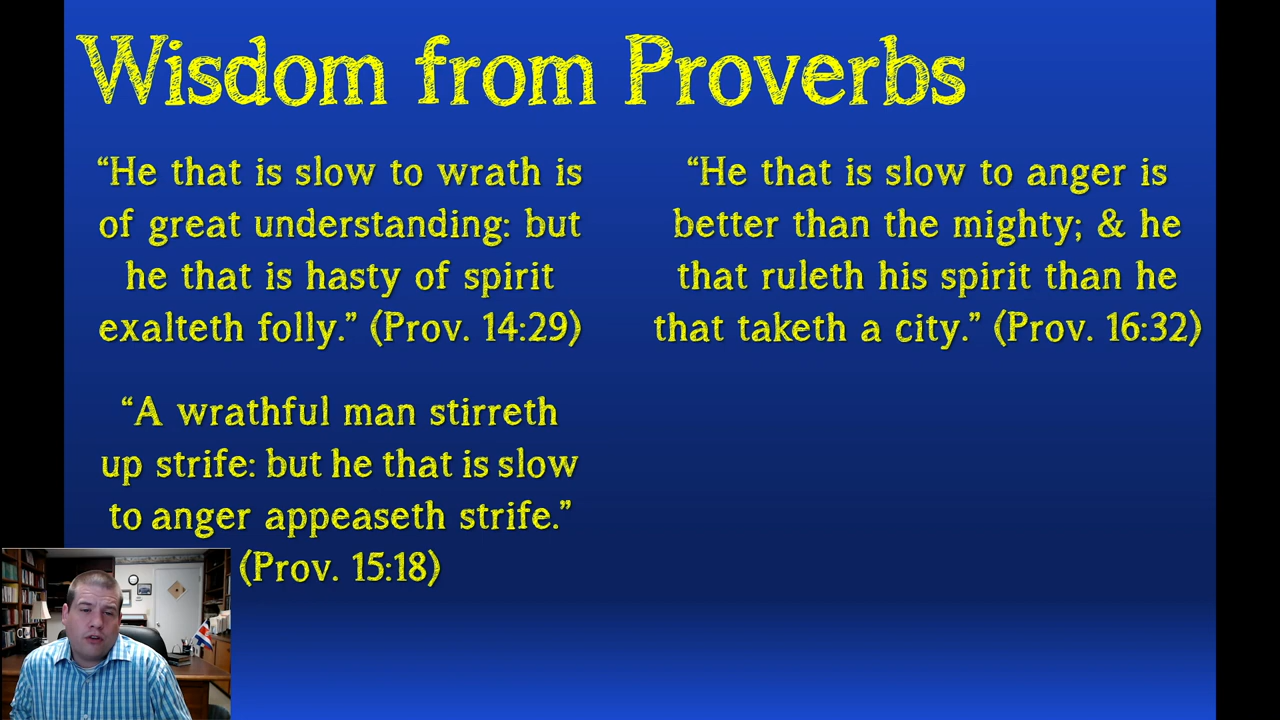 Wisdom from Proverbs
“He that is slow to wrath is
of great understanding: but
he that is hasty of spirit
exalteth folly.” (Prov. 14:29)
“A wrathful man stirreth
up strife: but he that is slow
to anger appeaseth strife.”
(Prov. 15:18)
“He that is slow to anger is
better than the mighty; & he
that ruleth his spirit than he
that taketh a city.” (Prov. 16:32)